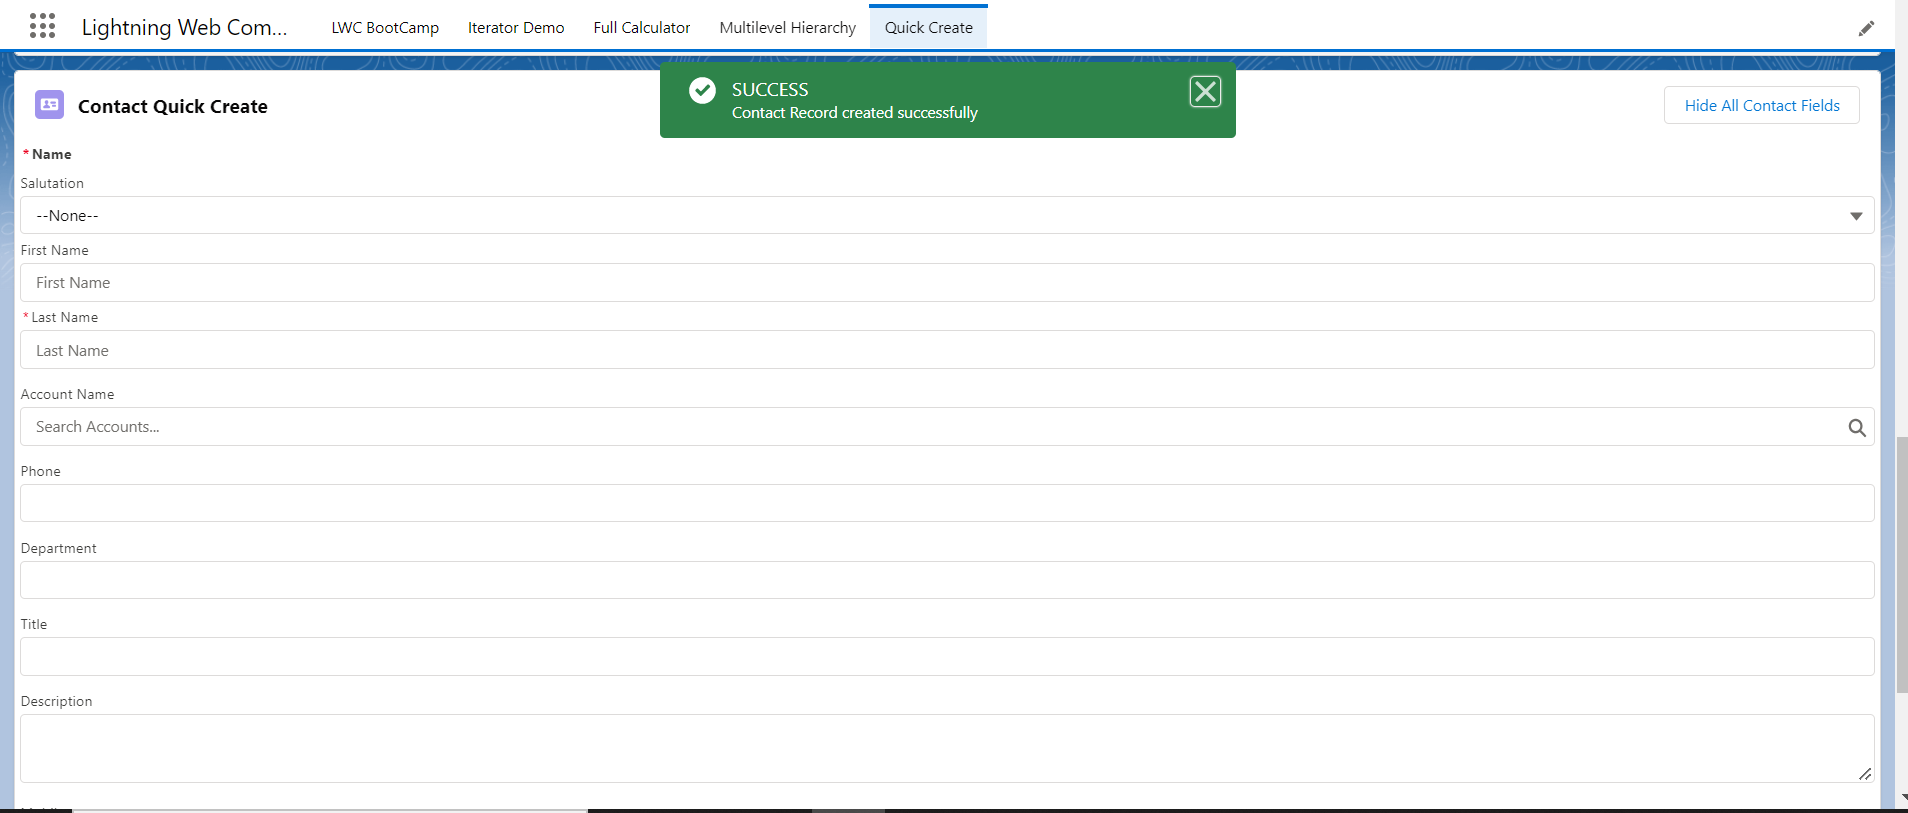 Lightning Web Com...
LWC BootCamp
Iterator Demo
Full Calculator
Multilevel Hierarchy
Quick Create
SUCCESS
Contact Record created successfully
Contact Quick Create
Hide All Contact Fields
*Name
Salutation
--None--
First Name
First Name
*Last Name
Last Name
Account Name
Search Accounts...
Phone
Department
Title
Description